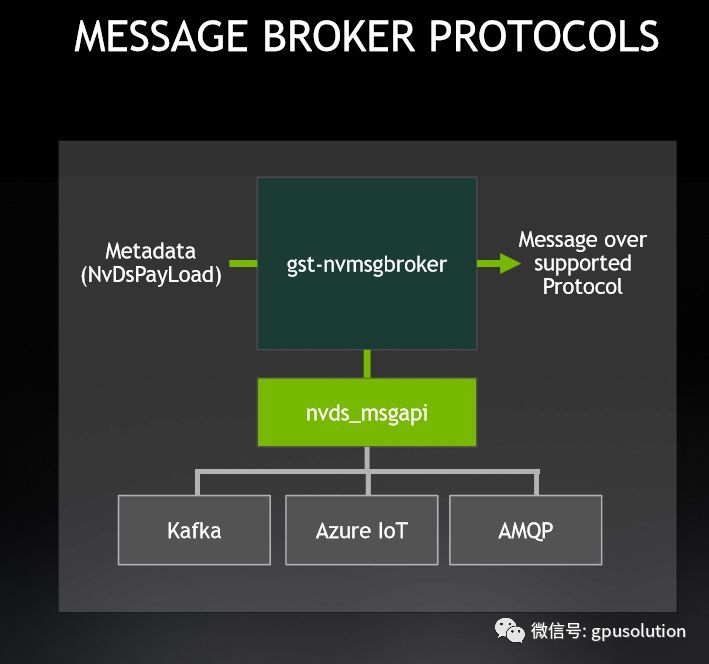 MESSAGE BROKER PROTOCOLS
Metadata
(NvDsPayLoad)
gst-nvmsgbroker
Message over
supported
Protocol
nvds_msgapi
Kafka
Azure IoT
AMQP
微信号: gpusolution